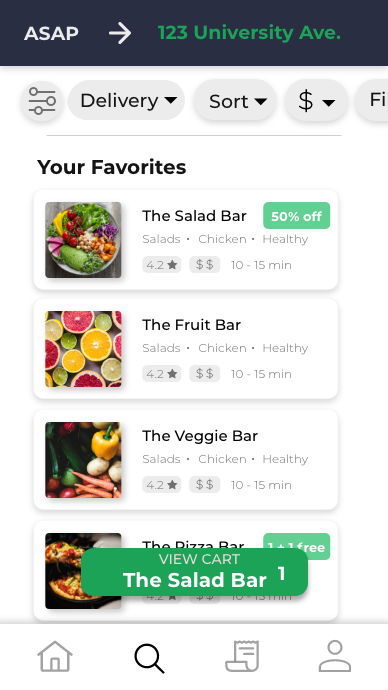 ASAP → 123 University Ave.
Delivery Sort $ Fi
Your Favorites
The Salad Bar 50% off
Salads • Chicken • Healthy
4.2 ★ $$ 10 - 15 min
The Fruit Bar
Salads • Chicken • Healthy
4.2 ★ $$ 10 - 15 min
The Veggie Bar
Salads • Chicken • Healthy
4.2 ★ $$ 10 - 15 min
The Pizza Bar 1 + 1 free
VIEW CART
The Salad Bar 1
4.2 ★ $$ 10 - 15 min